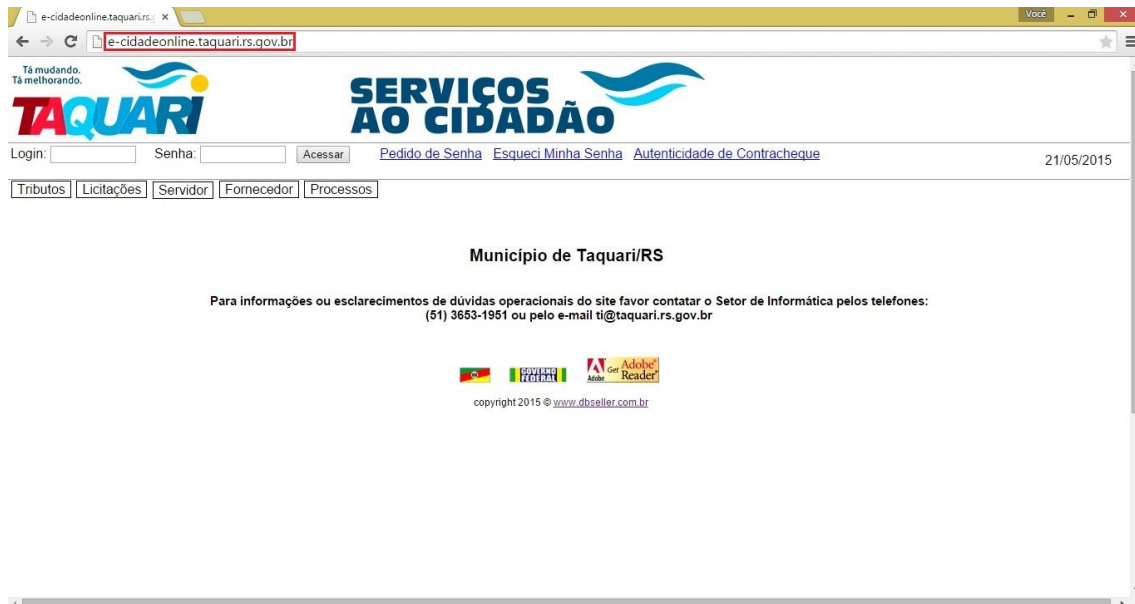 e-cidadeonline.taquari.rs.g
Você
e-cidadeonline.taquari.rs.gov.br
Tá mudando.
Tá melhorando.
TAQUARI
SERVIÇOS
AO CIDADÃO
Login: Senha: Acessar Pedido de Senha Esqueci Minha Senha Autenticidade de Contracheque 21/05/2015
Tributos Licitações Servidor Fornecedor Processos
Município de Taquari/RS
Para informações ou esclarecimentos de dúvidas operacionais do site favor contatar o Setor de Informática pelos telefones:
(51) 3653-1951 ou pelo e-mail ti@taquari.rs.gov.br
GOVERNO
FEDERAL
Adobe Get Adobe®
Reader®
copyright 2015 © www.dbseller.com.br